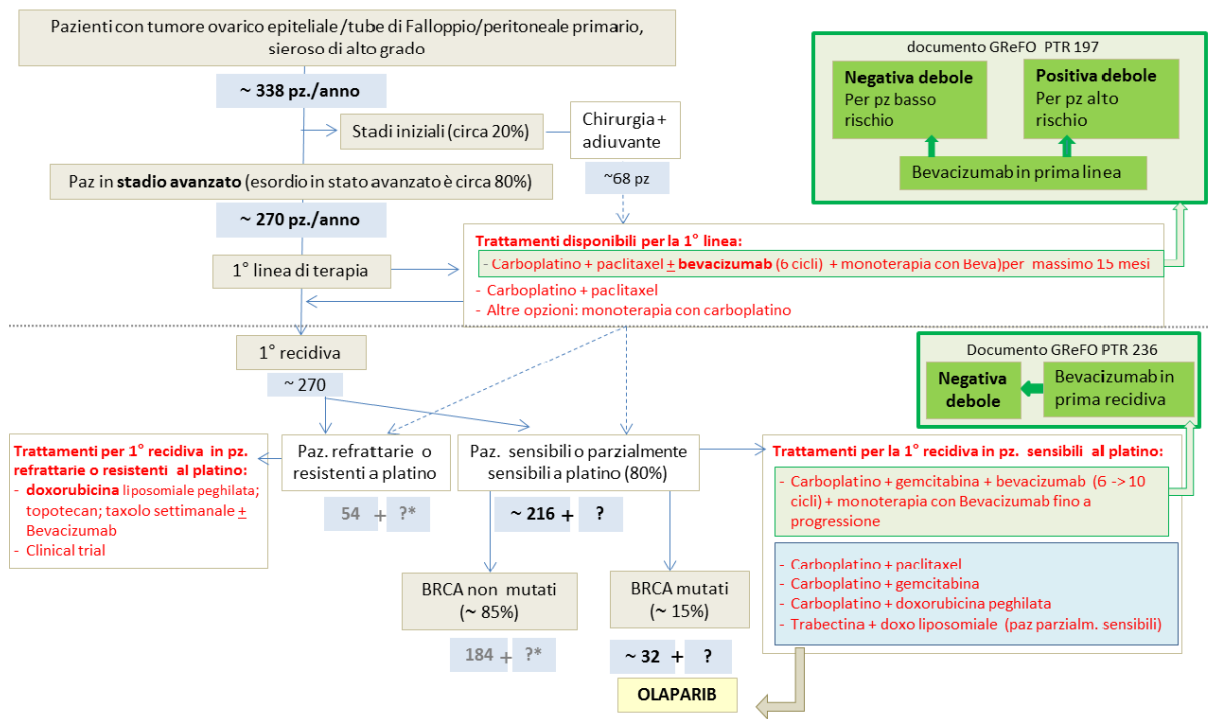 Pazienti con tumore ovarico epiteliale/tube di Falloppio/peritoneale primario,
sieroso di alto grado
~ 338 pz./anno
Stadi iniziali (circa 20%)
Chirurgia +
adiuvante
~68 pz
Paz in stadio avanzato (esordio in stato avanzato è circa 80%)
~ 270 pz./anno
1° linea di terapia
documento GReFO PTR 197
Negativa debole
Per pz basso
rischio
Positiva debole
Per pz alto
rischio
Bevacizumab in prima linea
Trattamenti disponibili per la 1° linea:
- Carboplatino + paclitaxel + bevacizumab (6 cicli) + monoterapia con Beva)per massimo 15 mesi
- Carboplatino + paclitaxel
- Altre opzioni: monoterapia con carboplatino
1° recidiva
~ 270
Documento GReFO PTR 236
Negativa
debole
Bevacizumab in
prima recidiva
Trattamenti per 1° recidiva in pz.
refrattarie o resistenti al platino:
- doxorubicina liposomiale peghilata;
topotecan; taxolo settimanale +
Bevacizumab
- Clinical trial
Paz. refrattarie o
resistenti a platino
54 + ?*
Paz. sensibili o parzialmente
sensibili a platino (80%)
~ 216 + ?
Trattamenti per la 1° recidiva in pz. sensibili al platino:
- Carboplatino + gemcitabina + bevacizumab (6 -> 10
cicli) + monoterapia con Bevacizumab fino a
progressione
- Carboplatino + paclitaxel
- Carboplatino + gemcitabina
- Carboplatino + doxorubicina peghilata
- Trabectina + doxo liposomiale (paz parzialm. sensibili)
BRCA non mutati
(~ 85%)
184 + ?*
BRCA mutati
(~ 15%)
~ 32 + ?
OLAPARIB